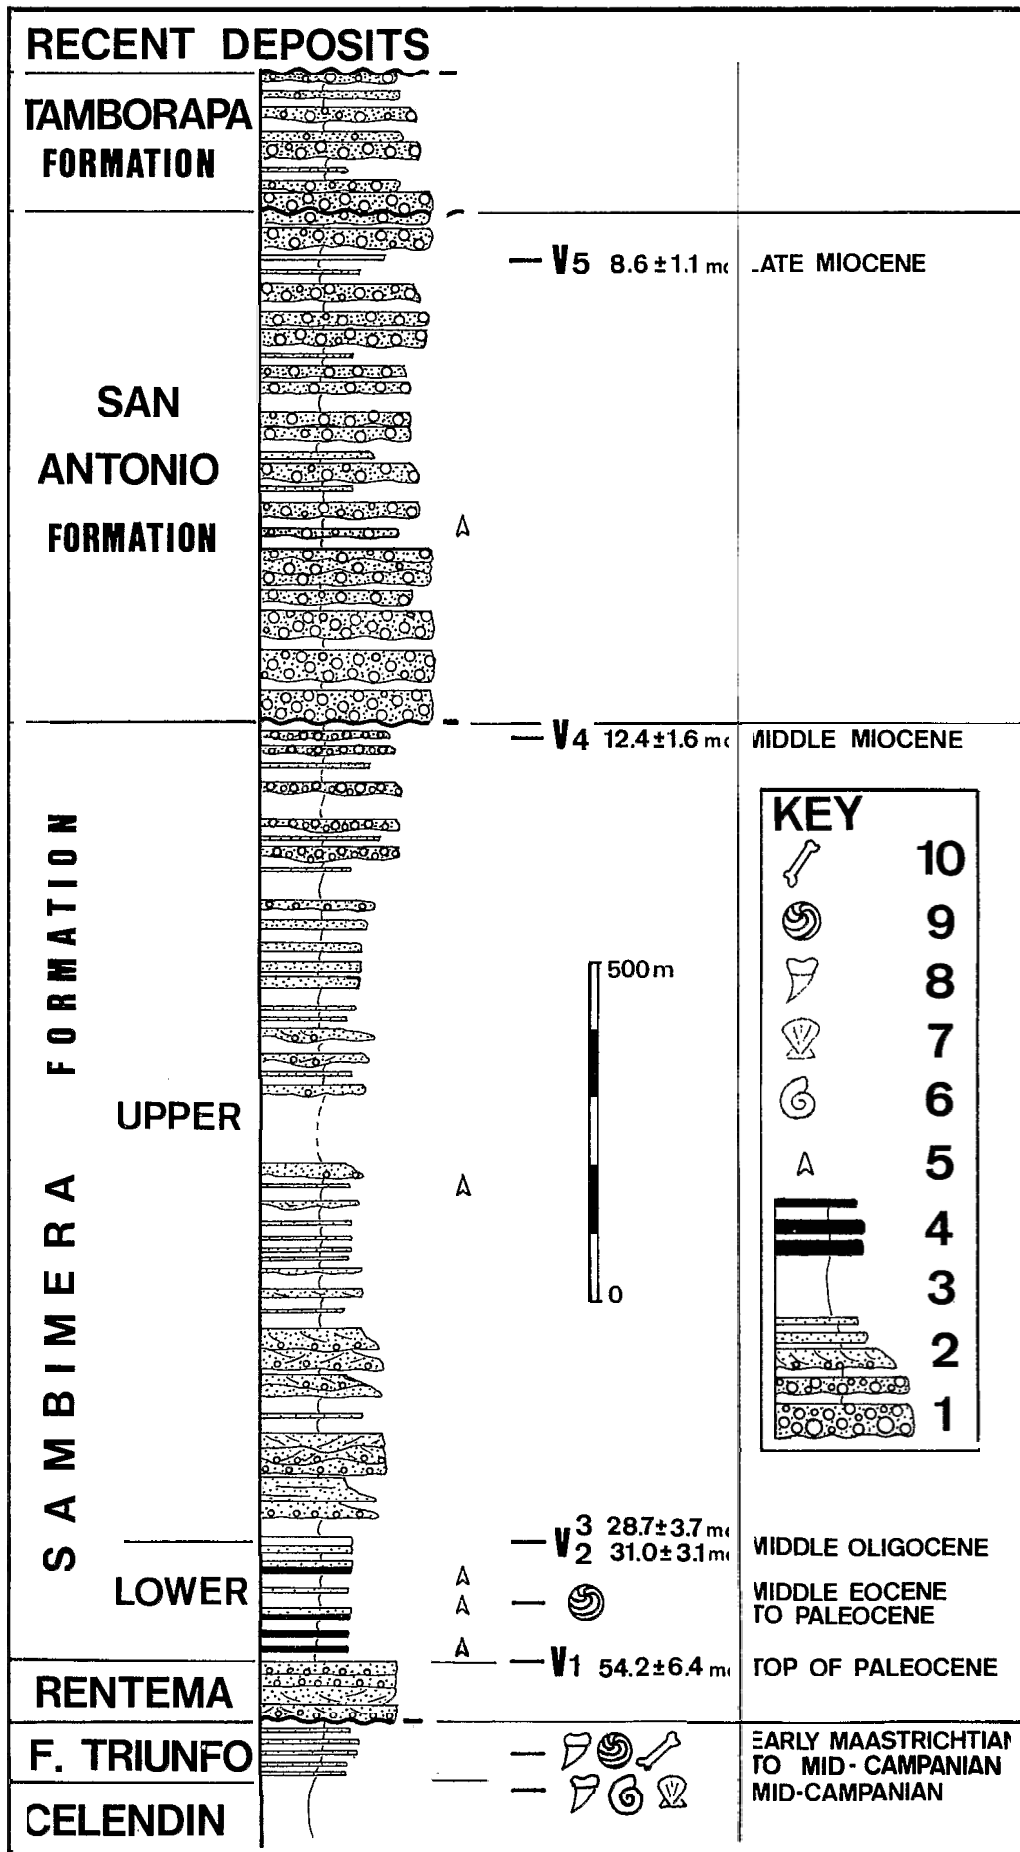 RECENT DEPOSITS
TAMBORAPA
FORMATION
V5 8.6±1.1 m LATE MIOCENE
SAN
ANTONIO
FORMATION
V4 12.4±1.6 m MIDDLE MIOCENE
KEY
10
9
8
7
6
5
4
3
2
1
500m
0
SAMBIMERA FORMATION
UPPER
V3 28.7±3.7 m
V2 31.0±3.1 m MIDDLE OLIGOCENE
LOWER
MIDDLE EOCENE
TO PALEOCENE
V1 54.2±6.4 m TOP OF PALEOCENE
RENTEMA
F. TRIUNFO
EARLY MAASTRICHTIAN
TO MID-CAMPANIAN
MID-CAMPANIAN
CELENDIN